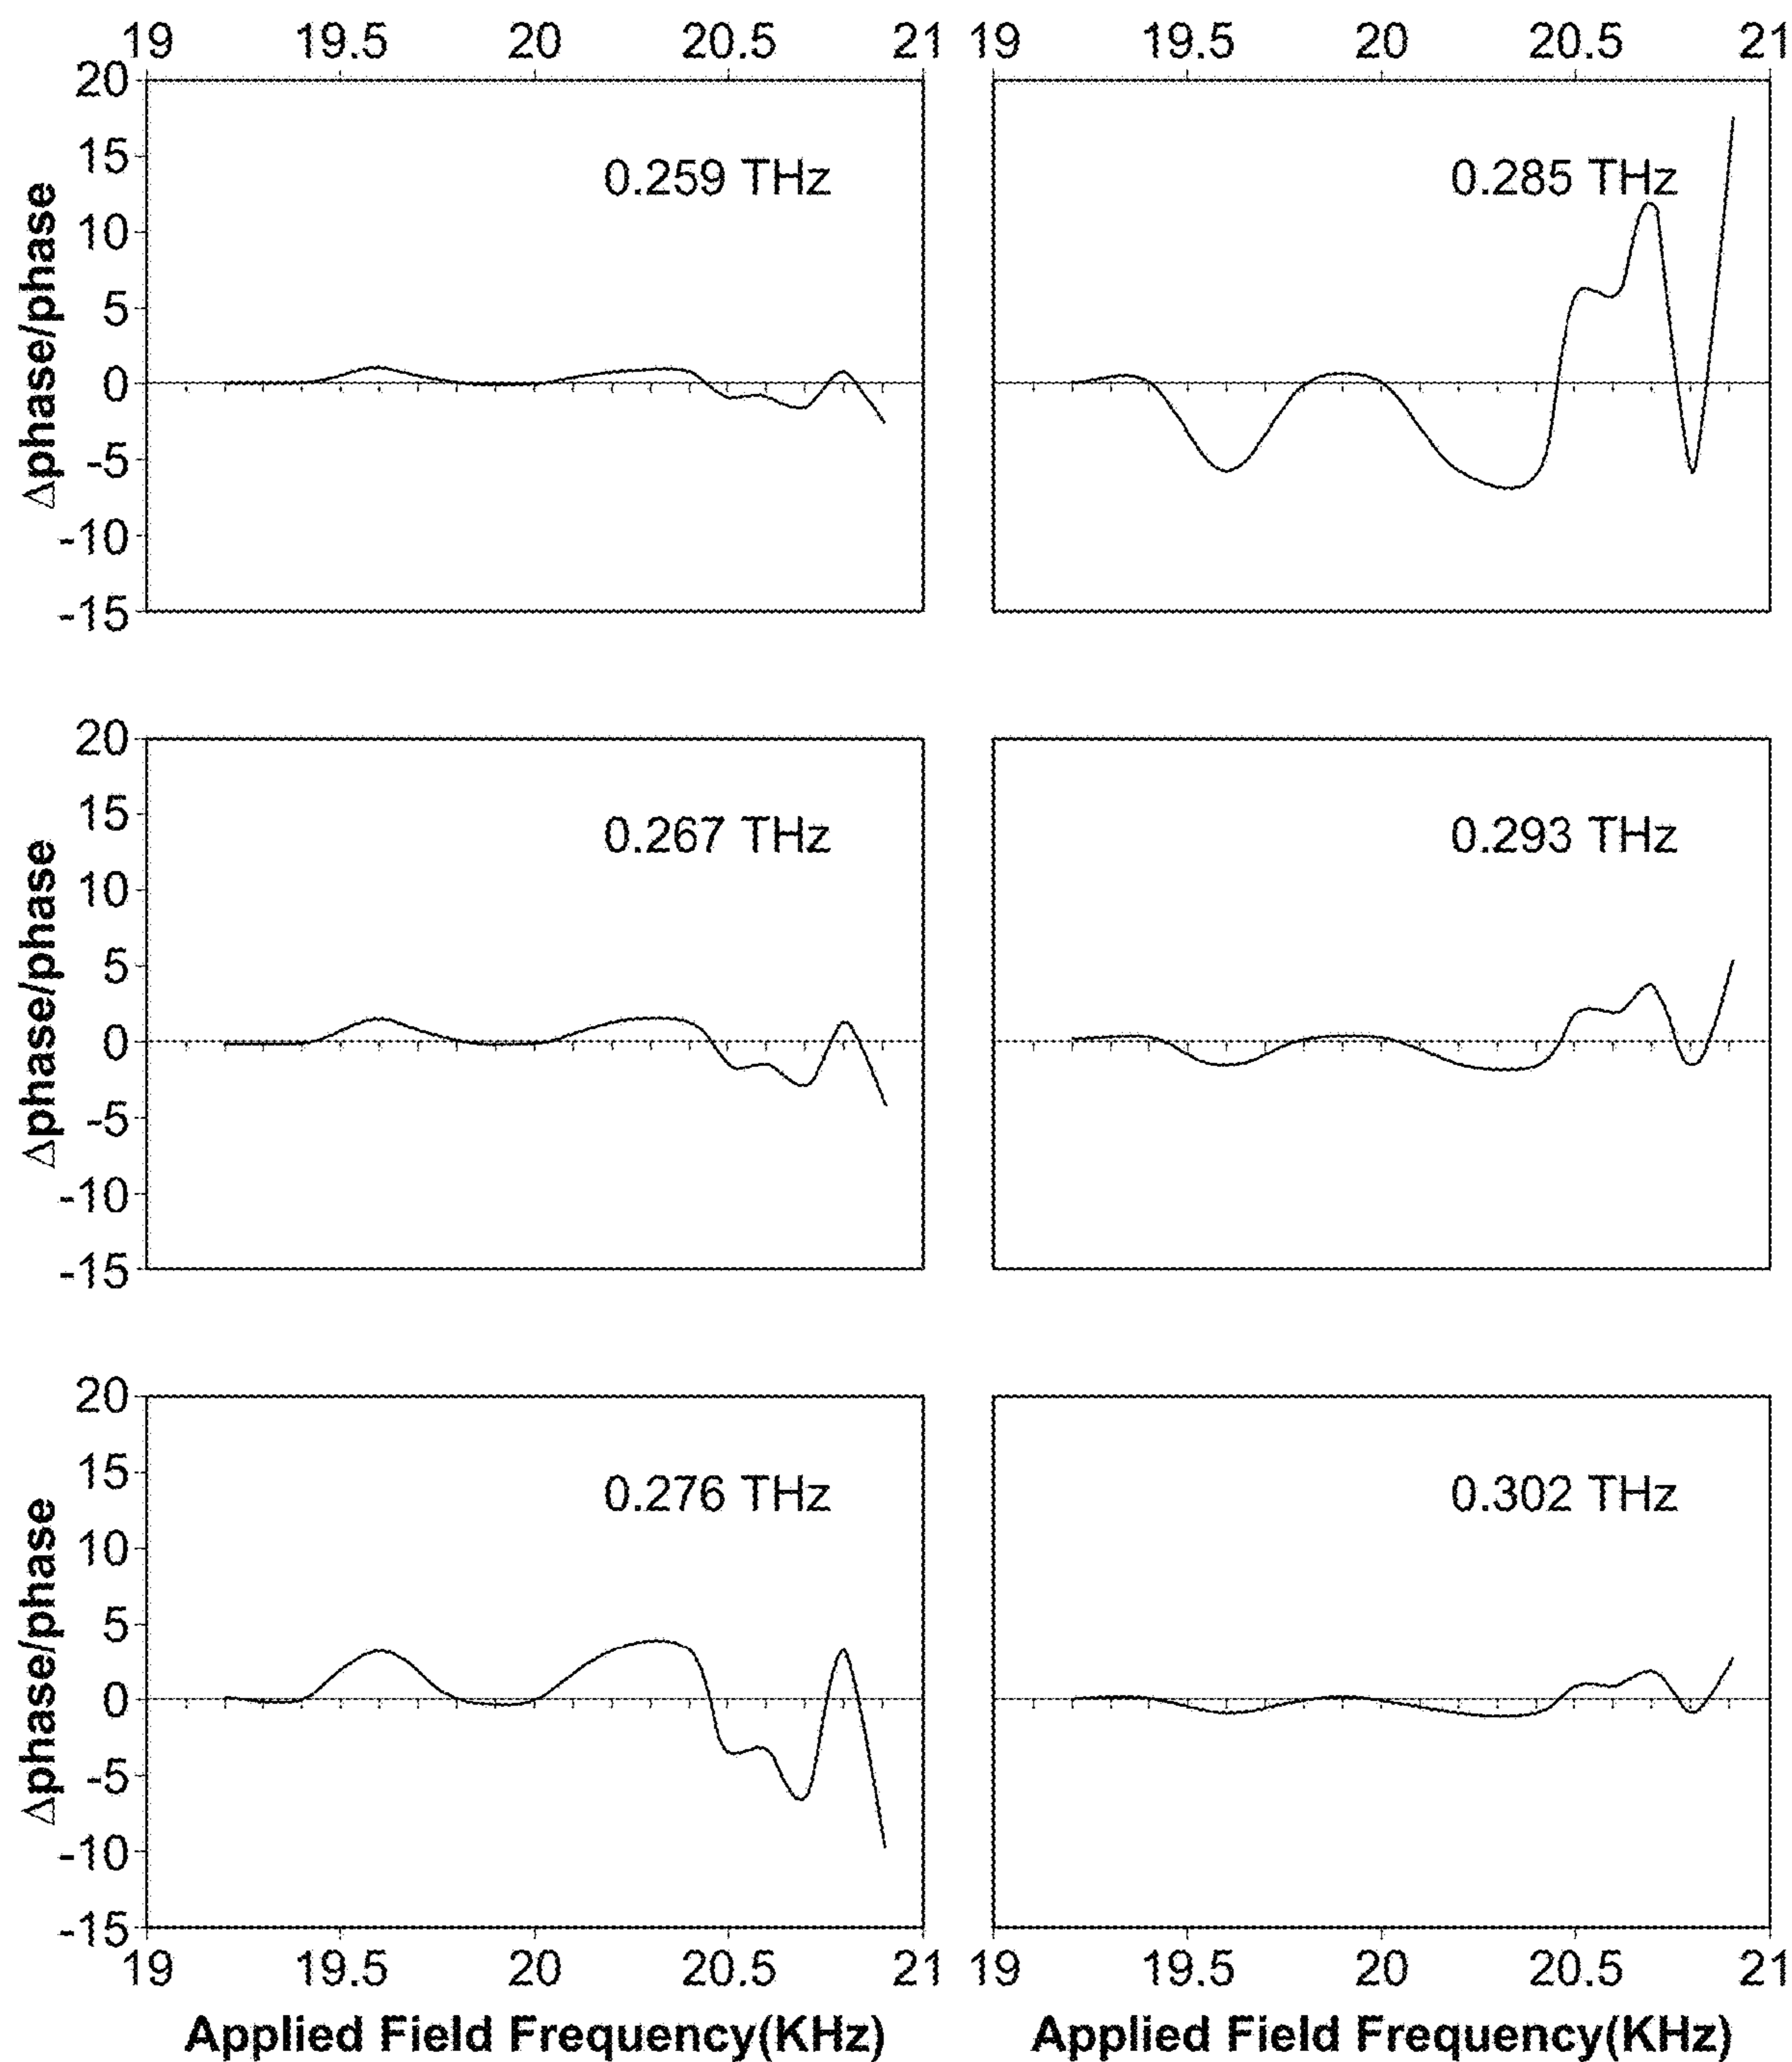 19 19.5 20 20.5 21 19 19.5 20 20.5 21
20
15
10
5
0
-5
-10
-15
Δphase/phase
0.259 THz
0.285 THz
20
15
10
5
0
-5
-10
-15
Δphase/phase
0.267 THz
0.293 THz
20
15
10
5
0
-5
-10
-15
Δphase/phase
0.276 THz
0.302 THz
19 19.5 20 20.5 21 19 19.5 20 20.5 21
Applied Field Frequency(KHz) Applied Field Frequency(KHz)